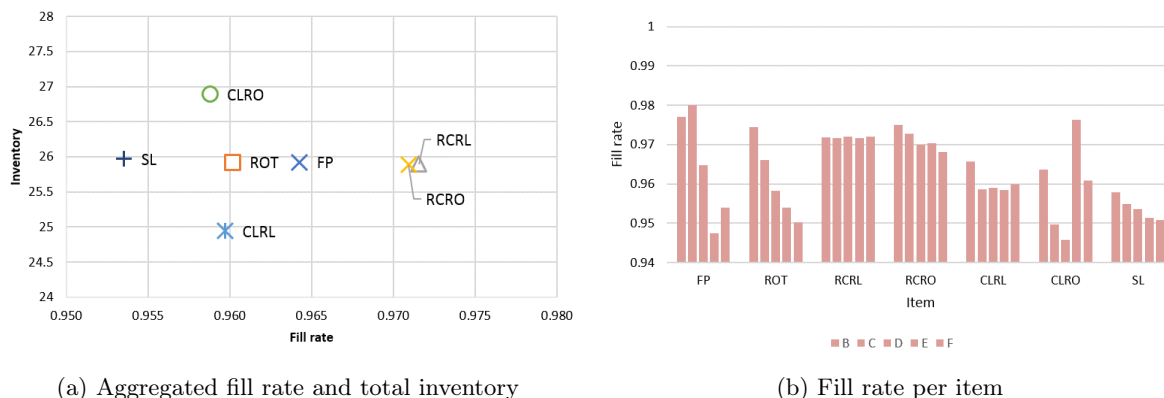 28
27.5
27
26.5
26
25.5
25
24.5
24
Inventory
CLRO
RCRL
SL
ROT
FP
RCRO
CLRL
0.950 0.955 0.960 0.965 0.970 0.975 0.980
Fill rate
(a) Aggregated fill rate and total inventory
1
0.99
0.98
0.97
0.96
0.95
0.94
Fill rate
FP ROT RCRL RCRO CLRL CLRO SL
Item
B C D E F
(b) Fill rate per item